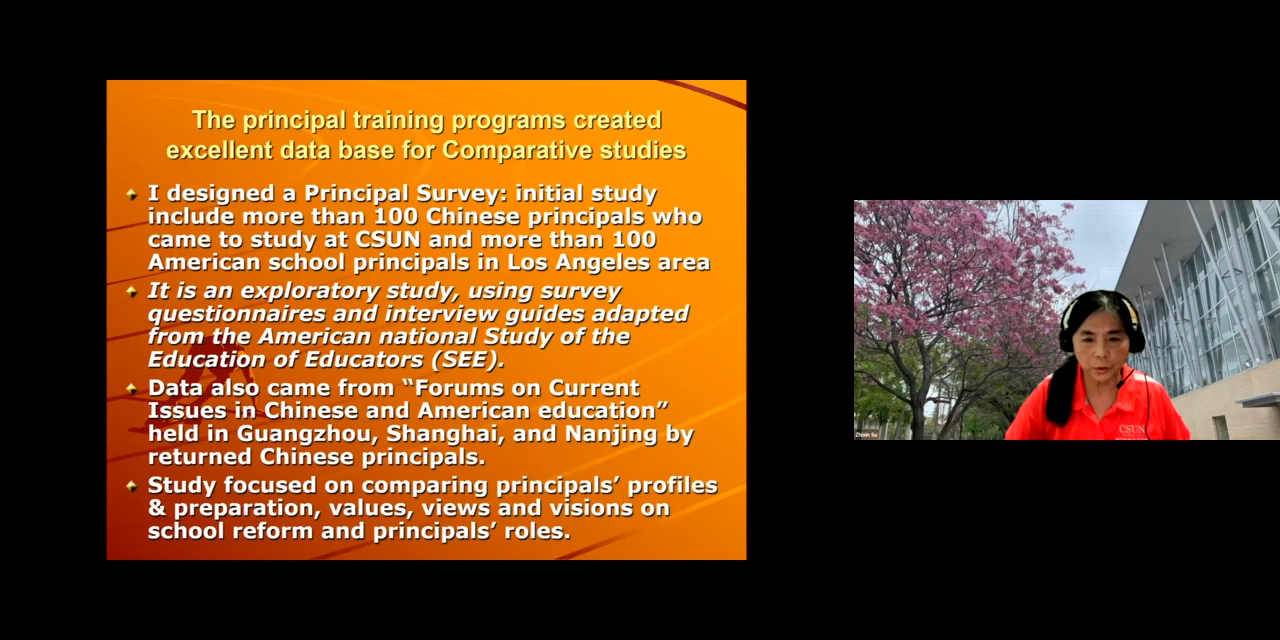 The principal training programs created
excellent data base for Comparative studies
I designed a Principal Survey: initial study
include more than 100 Chinese principals who
came to study at CSUN and more than 100
American school principals in Los Angeles area
It is an exploratory study, using survey
questionnaires and interview guides adapted
from the American national Study of the
Education of Educators (SEE).
Data also came from “Forums on Current
Issues in Chinese and American education”
held in Guangzhou, Shanghai, and Nanjing by
returned Chinese principals.
Study focused on comparing principals’ profiles
& preparation, values, views and visions on
school reform and principals’ roles.
CSUN
Zhixin Su